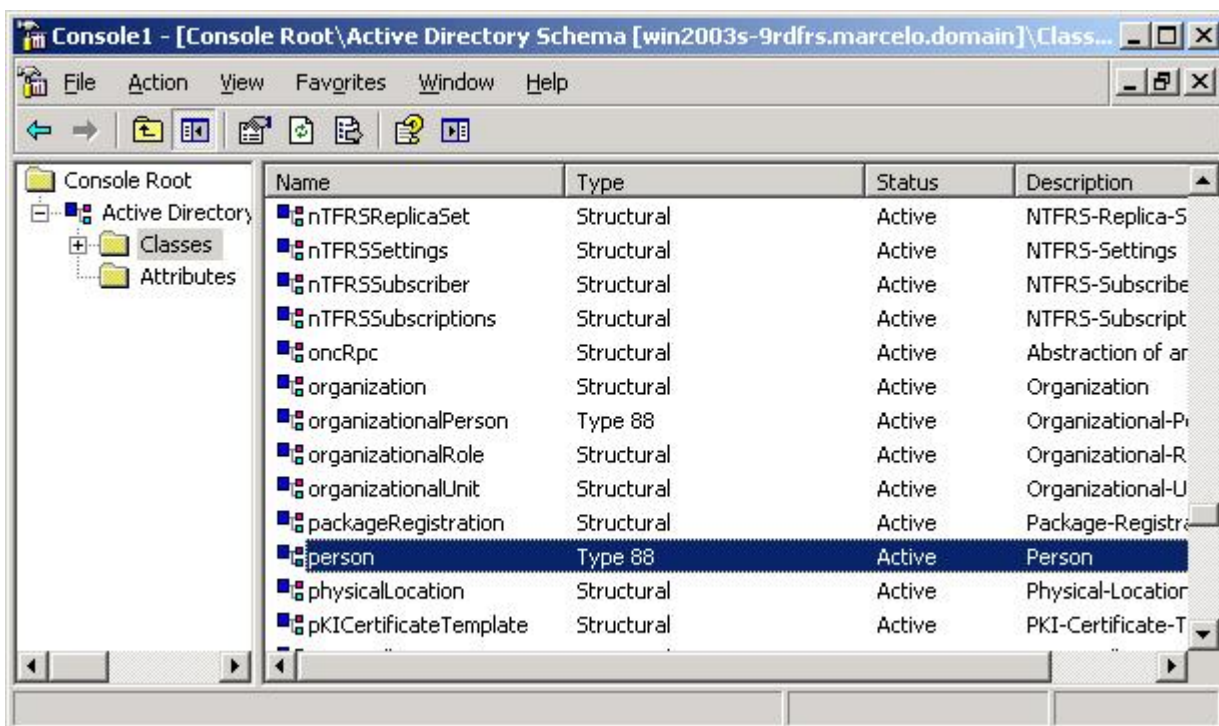 Console1 - [Console Root\Active Directory Schema [win2003s-9rdfrs.marcelo.domain]\Class...
File Action View Favorites Window Help
Console Root
Active Directory
Classes
Attributes
Name Type Status Description
nTFRSReplicaSet Structural Active NTFRS-Replica-S
nTFRSSettings Structural Active NTFRS-Settings
nTFRSSubscriber Structural Active NTFRS-Subscribe
nTFRSSubscriptions Structural Active NTFRS-Subscript
oncRpc Structural Active Abstraction of an
organization Structural Active Organization
organizationalPerson Type 88 Active Organizational-P
organizationalRole Structural Active Organizational-R
organizationalUnit Structural Active Organizational-U
packageRegistration Structural Active Package-Registra
person Type 88 Active Person
physicalLocation Structural Active Physical-Location
pKICertificateTemplate Structural Active PKI-Certificate-T